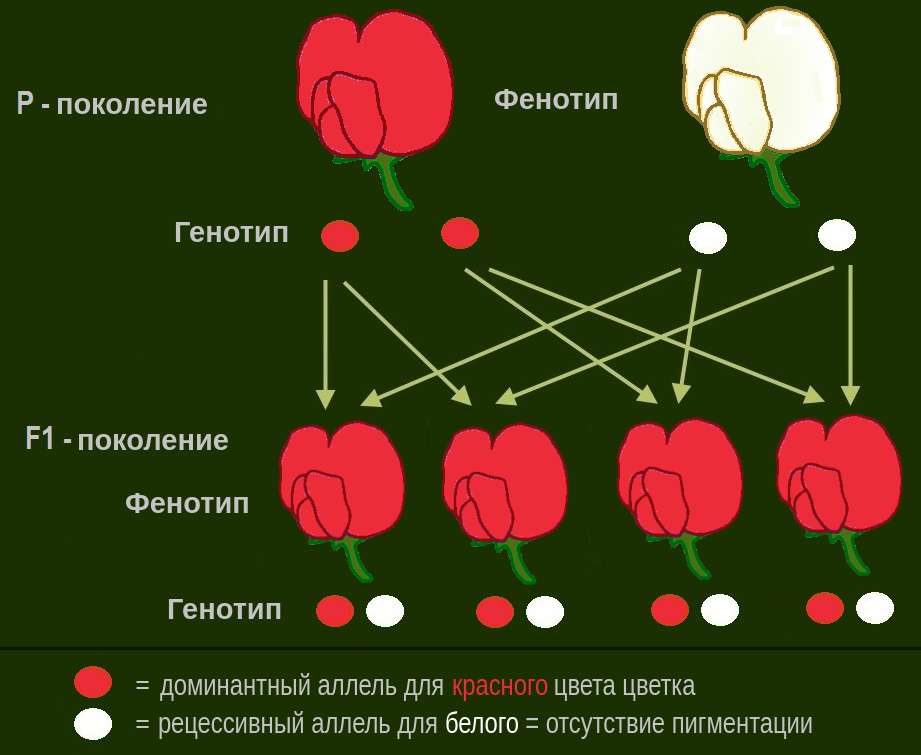 Р - поколение
Фенотип
Генотип
F1 - поколение
Фенотип
Генотип
= доминантный аллель для красного цвета цветка
= рецессивный аллель для белого = отсутствие пигментации